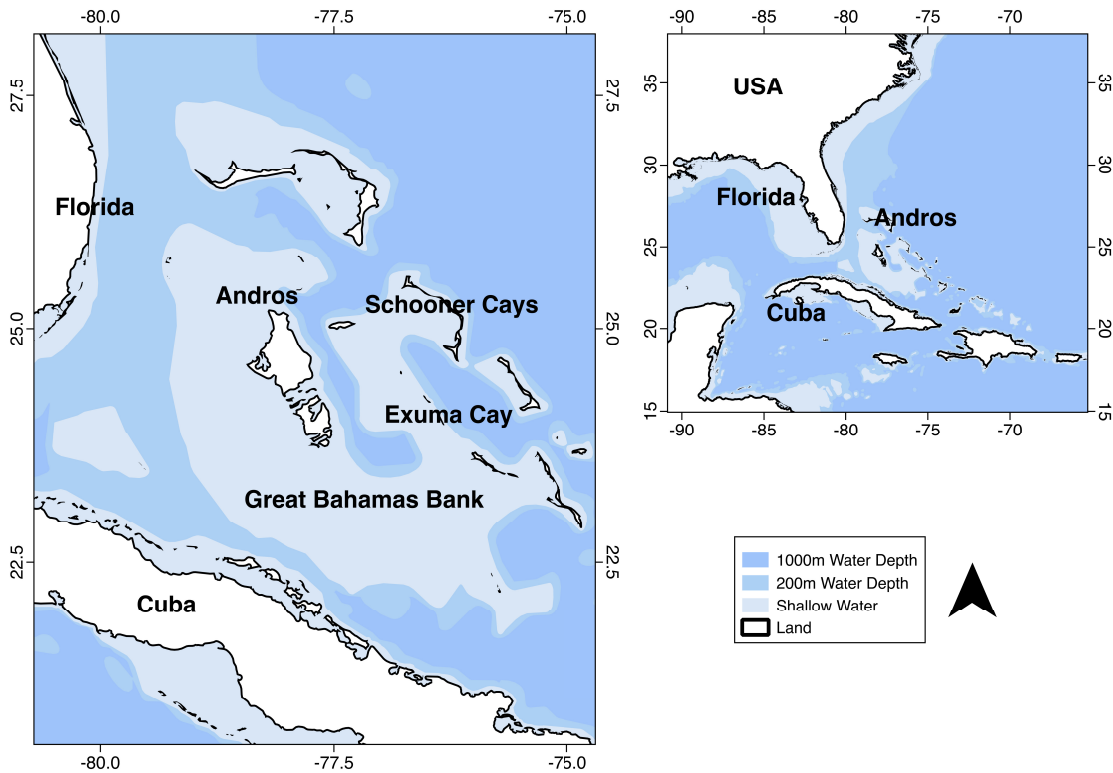 -80.0 -77.5 -75.0
27.5 27.5
Florida
Andros
Schooner Cays
25.0 25.0
Exuma Cay
Great Bahamas Bank
22.5 22.5
Cuba
-80.0 -77.5 -75.0
-90 -85 -80 -75 -70
35 35
USA
30 30
Florida
Andros
25 25
Cuba
20 20
15 15
-90 -85 -80 -75 -70
1000m Water Depth
200m Water Depth
Shallow Water
Land